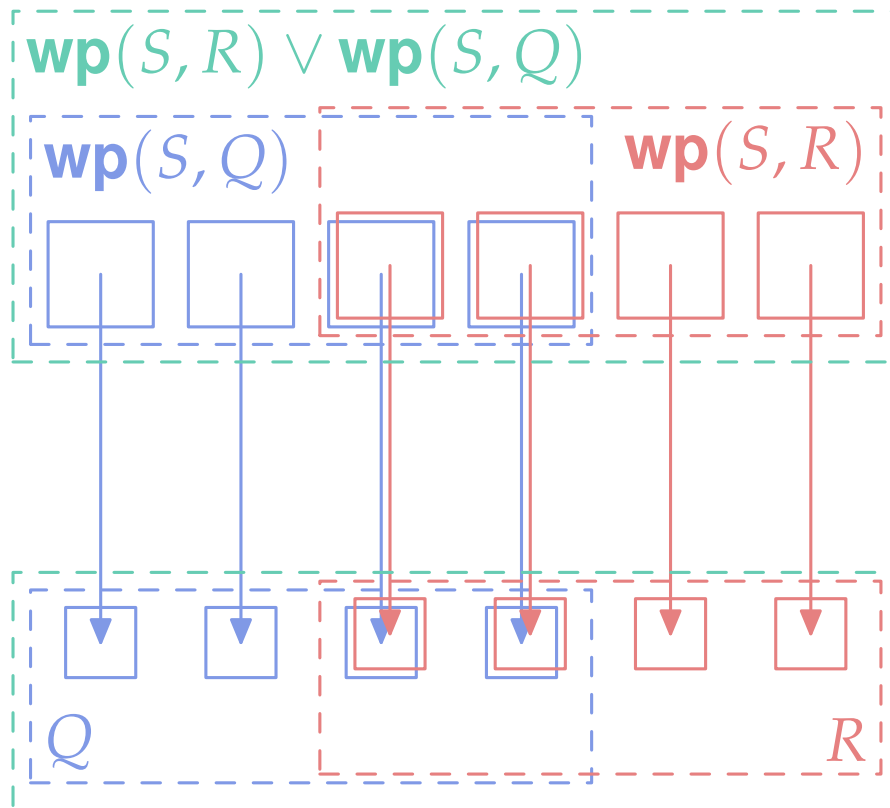 wp(S, R) ∨ wp(S, Q)
wp(S, Q)
wp(S, R)
Q
R